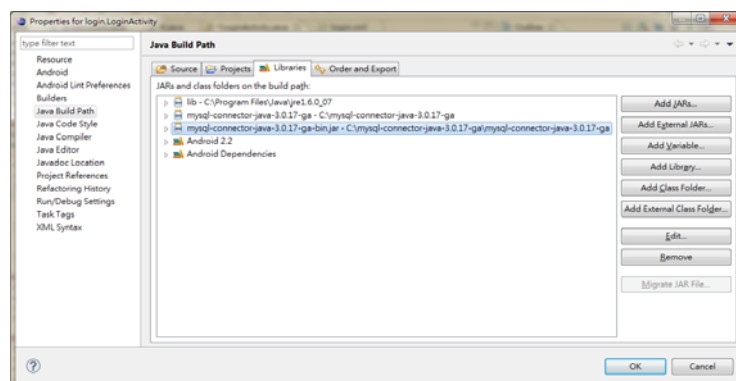 Properties for login.LoginActivity
type filter text
Resource
Android
Android Lint Preferences
Builders
Java Build Path
Java Code Style
Java Compiler
Java Editor
Javadoc Location
Project References
Refactoring History
Run/Debug Settings
Task Tags
XML Syntax
Java Build Path
Source
Projects
Libraries
Order and Export
JARs and class folders on the build path:
lib - C:\Program Files\Java\jre1.6.0_07
mysql-connector-java-3.0.17-ga - C:\mysql-connector-java-3.0.17-ga
mysql-connector-java-3.0.17-ga-bin.jar - C:\mysql-connector-java-3.0.17-ga\mysql-connector-java-3.0.17-ga
Android 2.2
Android Dependencies
Add JARs...
Add External JARs...
Add Variable...
Add Library...
Add Class Folder...
Add External Class Folder...
Edit...
Remove
Migrate JAR File...
OK
Cancel